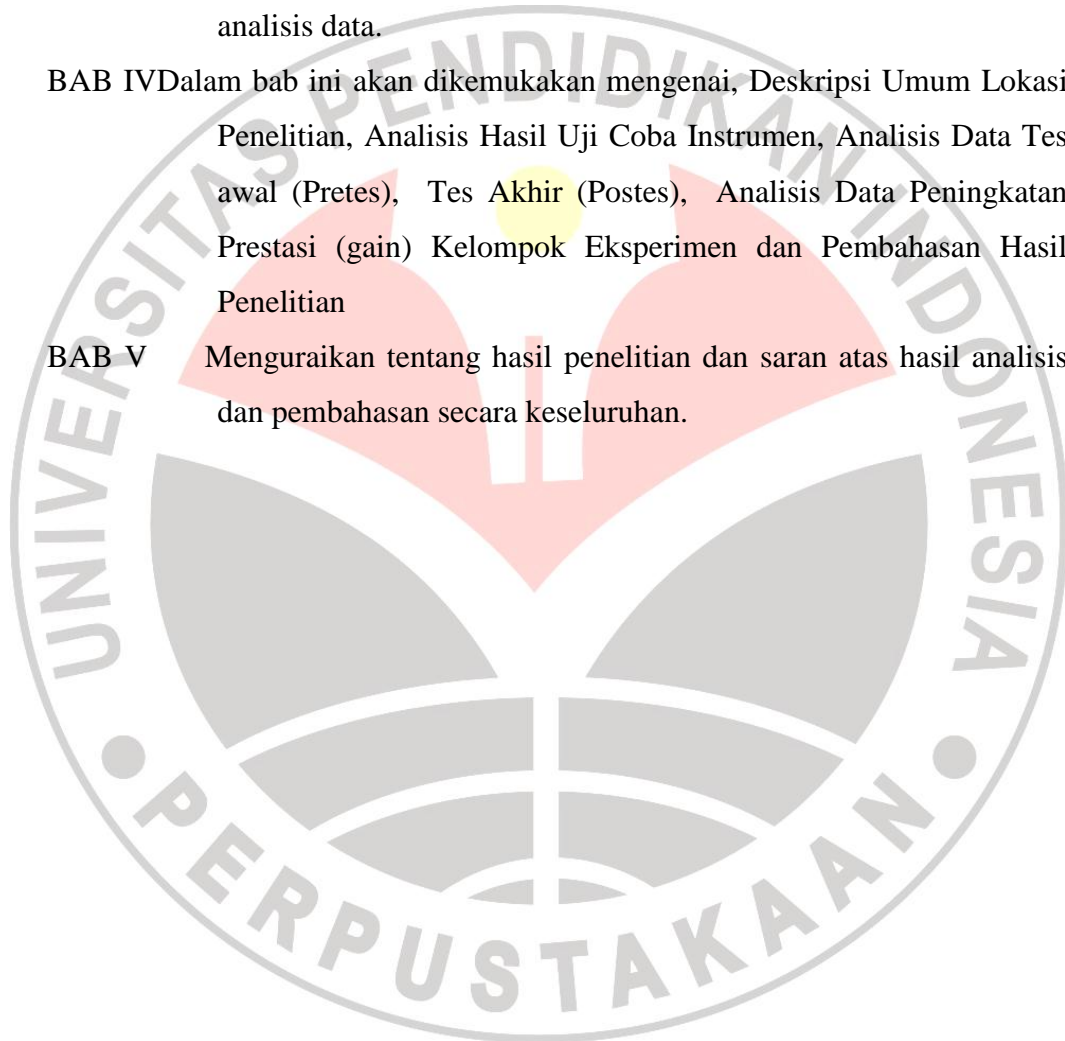 analisis data.
BAB IVDalam bab ini akan dikemukakan mengenai, Deskripsi Umum Lokasi
Penelitian, Analisis Hasil Uji Coba Instrumen, Analisis Data Tes
awal (Pretes), Tes Akhir (Postes), Analisis Data Peningkatan
Prestasi (gain) Kelompok Eksperimen dan Pembahasan Hasil
Penelitian
BAB V Menguraikan tentang hasil penelitian dan saran atas hasil analisis
dan pembahasan secara keseluruhan.
UNIVERSITAS PENDIDIKAN INDONESIA
PERPUSTAKAAN